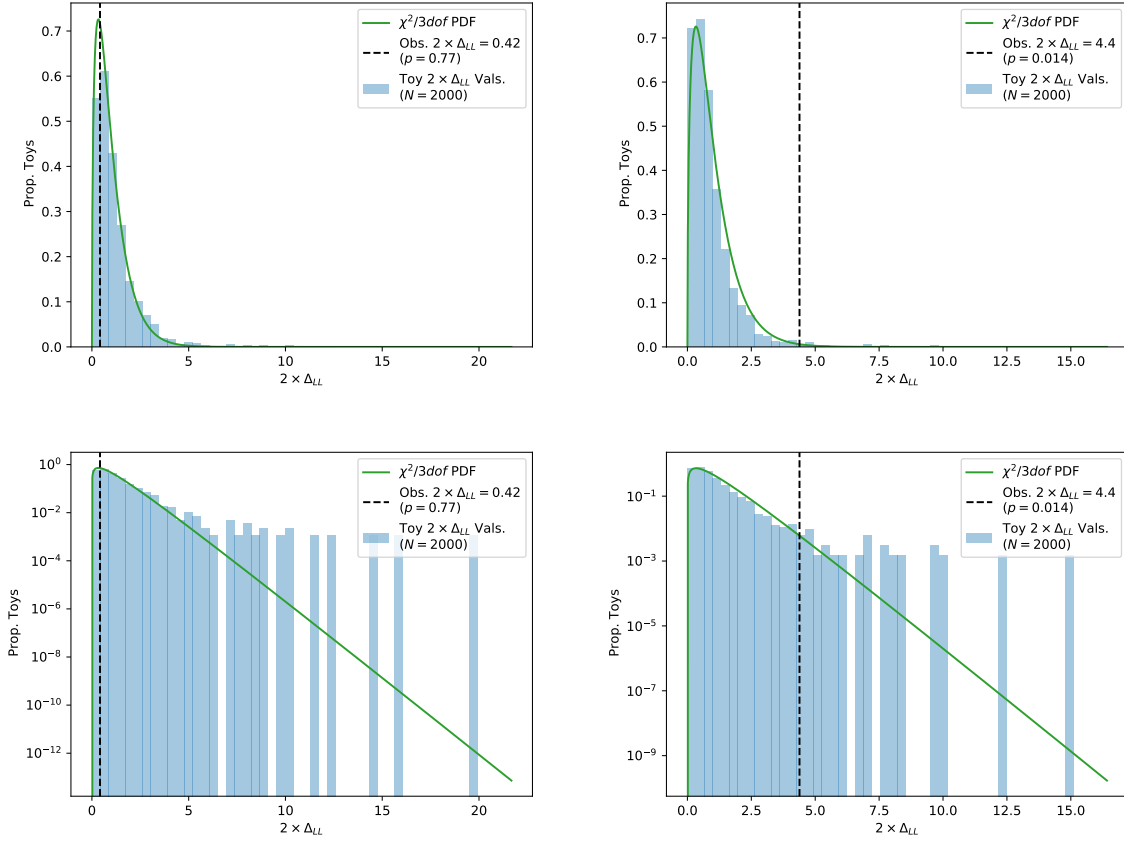 χ²/3dof PDF
Obs. 2 × Δ_LL = 0.42
(p = 0.77)
Toy 2 × Δ_LL Vals.
(N = 2000)
0.7
0.6
0.5
0.4
0.3
0.2
0.1
0.0
Prop. Toys
0
5
10
15
20
2 × Δ_LL
χ²/3dof PDF
Obs. 2 × Δ_LL = 4.4
(p = 0.014)
Toy 2 × Δ_LL Vals.
(N = 2000)
0.7
0.6
0.5
0.4
0.3
0.2
0.1
0.0
Prop. Toys
0.0
2.5
5.0
7.5
10.0
12.5
15.0
2 × Δ_LL
χ²/3dof PDF
Obs. 2 × Δ_LL = 0.42
(p = 0.77)
Toy 2 × Δ_LL Vals.
(N = 2000)
10⁰
10⁻²
10⁻⁴
10⁻⁶
10⁻⁸
10⁻¹⁰
10⁻¹²
Prop. Toys
0
5
10
15
20
2 × Δ_LL
χ²/3dof PDF
Obs. 2 × Δ_LL = 4.4
(p = 0.014)
Toy 2 × Δ_LL Vals.
(N = 2000)
10⁻¹
10⁻³
10⁻⁵
10⁻⁷
10⁻⁹
Prop. Toys
0.0
2.5
5.0
7.5
10.0
12.5
15.0
2 × Δ_LL